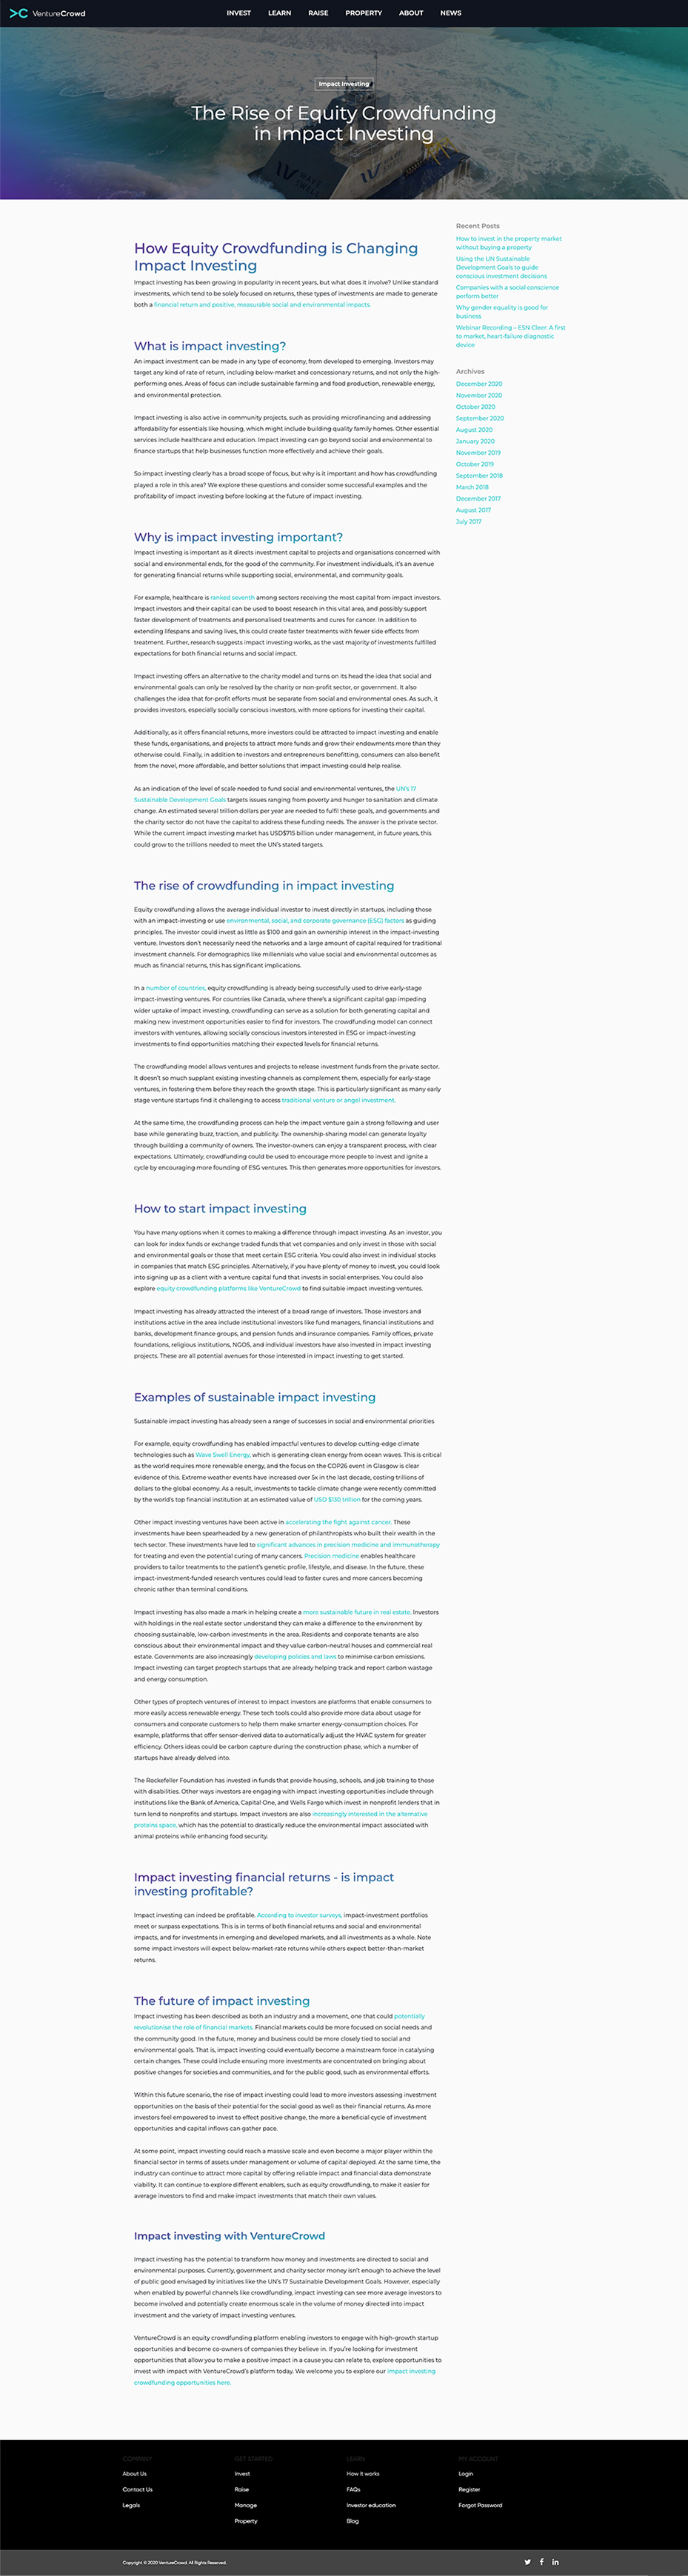 VentureCrowd
INVEST LEARN RAISE PROPERTY ABOUT NEWS
Impact Investing
The Rise of Equity Crowdfunding
in Impact Investing
WAVE
SWELL
How Equity Crowdfunding is Changing
Impact Investing
Impact investing has been growing in popularity in recent years, but what does it involve? Unlike standard
investments, which tend to be solely focused on returns, these types of investments are made to generate
both a financial return and positive, measurable social and environmental impacts.
What is impact investing?
An impact investment can be made in any type of economy, from developed to emerging. Investors may
target any kind of rate of return, including below-market and concessionary returns, and not only the high-
performing ones. Areas of focus can include sustainable farming and food production, renewable energy,
and environmental protection.
Impact investing is also active in community projects, such as providing microfinancing and addressing
affordability for essentials like housing, which might include building quality family homes. Other essential
services include healthcare and education. Impact investing can go beyond social and environmental to
finance startups that help businesses function more effectively and achieve their goals.
So impact investing clearly has a broad scope of focus, but why is it important and how has crowdfunding
played a role in this area? We explore these questions and consider some successful examples and the
profitability of impact investing before looking at the future of impact investing.
Why is impact investing important?
Impact investing is important as it directs investment capital to projects and organisations concerned with
social and environmental ends, for the good of the community. For investment individuals, it's an avenue
for generating financial returns while supporting social, environmental, and community goals.
For example, healthcare is ranked seventh among sectors receiving the most capital from impact investors.
Impact investors and their capital can be used to boost research in this vital area, and possibly support
faster development of treatments and personalised treatments and cures for cancer. In addition to
extending lifespans and saving lives, this could create faster treatments with fewer side effects from
treatment. Further, research suggests impact investing works, as the vast majority of investments fulfilled
expectations for both financial returns and social impact.
Impact investing offers an alternative to the charity model and turns on its head the idea that social and
environmental goals can only be resolved by the charity or non-profit sector, or government. It also
challenges the idea that for-profit efforts must be separate from social and environmental ones. As such, it
provides investors, especially socially conscious investors, with more options for investing their capital.
Additionally, as it offers financial returns, more investors could be attracted to impact investing and enable
these funds, organisations, and projects to attract more funds and grow their endowments more than they
otherwise could. Finally, in addition to investors and entrepreneurs benefitting, consumers can also benefit
from the novel, more affordable, and better solutions that impact investing could help realise.
As an indication of the level of scale needed to fund social and environmental ventures, the UN's 17
Sustainable Development Goals targets issues ranging from poverty and hunger to sanitation and climate
change. An estimated several trillion dollars per year are needed to fulfil these goals, and governments and
the charity sector do not have the capital to address these funding needs. The answer is the private sector.
While the current impact investing market has USD$715 billion under management, in future years, this
could grow to the trillions needed to meet the UN's stated targets.
The rise of crowdfunding in impact investing
Equity crowdfunding allows the average individual investor to invest directly in startups, including those
with an impact-investing or use environmental, social, and corporate governance (ESG) factors as guiding
principles. The investor could invest as little as $100 and gain an ownership interest in the impact-investing
venture. Investors don't necessarily need the networks and a large amount of capital required for traditional
investment channels. For demographics like millennials who value social and environmental outcomes as
much as financial returns, this has significant implications.
In a number of countries, equity crowdfunding is already being successfully used to drive early-stage
impact-investing ventures. For countries like Canada, where there's a significant capital gap impeding
wider uptake of impact investing, crowdfunding can serve as a solution for both generating capital and
making new investment opportunities easier to find for investors. The crowdfunding model can connect
investors with ventures, allowing socially conscious investors interested in ESG or impact-investing
investments to find opportunities matching their expected levels for financial returns.
The crowdfunding model allows ventures and projects to release investment funds from the private sector.
It doesn't so much supplant existing investing channels as complement them, especially for early-stage
ventures, in fostering them before they reach the growth stage. This is particularly significant as many early
stage venture startups find it challenging to access traditional venture or angel investment.
At the same time, the crowdfunding process can help the impact venture gain a strong following and user
base while generating buzz, traction, and publicity. The ownership-sharing model can generate loyalty
through building a community of owners. The investor-owners can enjoy a transparent process, with clear
expectations. Ultimately, crowdfunding could be used to encourage more people to invest and ignite a
cycle by encouraging more founding of ESG ventures. This then generates more opportunities for investors.
How to start impact investing
You have many options when it comes to making a difference through impact investing. As an investor, you
can look for index funds or exchange traded funds that vet companies and only invest in those with social
and environmental goals or those that meet certain ESG criteria. You could also invest in individual stocks
in companies that match ESG principles. Alternatively, if you have plenty of money to invest, you could look
into signing up as a client with a venture capital fund that invests in social enterprises. You could also
explore equity crowdfunding platforms like VentureCrowd to find suitable impact investing ventures.
Impact investing has already attracted the interest of a broad range of investors. Those investors and
institutions active in the area include institutional investors like fund managers, financial institutions and
banks, development finance groups, and pension funds and insurance companies. Family offices, private
foundations, religious institutions, NGOS, and individual investors have also invested in impact investing
projects. These are all potential avenues for those interested in impact investing to get started.
Examples of sustainable impact investing
Sustainable impact investing has already seen a range of successes in social and environmental priorities
For example, equity crowdfunding has enabled impactful ventures to develop cutting-edge climate
technologies such as Wave Swell Energy, which is generating clean energy from ocean waves. This is critical
as the world requires more renewable energy, and the focus on the COP26 event in Glasgow is clear
evidence of this. Extreme weather events have increased over 5x in the last decade, costing trillions of
dollars to the global economy. As a result, investments to tackle climate change were recently committed
by the world's top financial institution at an estimated value of USD $130 trillion for the coming years.
Other impact investing ventures have been active in accelerating the fight against cancer. These
investments have been spearheaded by a new generation of philanthropists who built their wealth in the
tech sector. These investments have led to significant advances in precision medicine and immunotherapy
for treating and even the potential curing of many cancers. Precision medicine enables healthcare
providers to tailor treatments to the patient's genetic profile, lifestyle, and disease. In the future, these
impact-investment-funded research ventures could lead to faster cures and more cancers becoming
chronic rather than terminal conditions.
Impact investing has also made a mark in helping create a more sustainable future in real estate. Investors
with holdings in the real estate sector understand they can make a difference to the environment by
choosing sustainable, low-carbon investments in the area. Residents and corporate tenants are also
conscious about their environmental impact and they value carbon-neutral houses and commercial real
estate. Governments are also increasingly developing policies and laws to minimise carbon emissions.
Impact investing can target proptech startups that are already helping track and report carbon wastage
and energy consumption.
Other types of proptech ventures of interest to impact investors are platforms that enable consumers to
more easily access renewable energy. These tech tools could also provide more data about usage for
consumers and corporate customers to help them make smarter energy-consumption choices. For
example, platforms that offer sensor-derived data to automatically adjust the HVAC system for greater
efficiency. Others ideas could be carbon capture during the construction phase, which a number of
startups have already delved into.
The Rockefeller Foundation has invested in funds that provide housing, schools, and job training to those
with disabilities. Other ways investors are engaging with impact investing opportunities include through
institutions like the Bank of America, Capital One, and Wells Fargo which invest in nonprofit lenders that in
turn lend to nonprofits and startups. Impact investors are also increasingly interested in the alternative
proteins space, which has the potential to drastically reduce the environmental impact associated with
animal proteins while enhancing food security.
Impact investing financial returns - is impact
investing profitable?
Impact investing can indeed be profitable. According to investor surveys, impact-investment portfolios
meet or surpass expectations. This is in terms of both financial returns and social and environmental
impacts, and for investments in emerging and developed markets, and all investments as a whole. Note
some impact investors will expect below-market-rate returns while others expect better-than-market
returns.
The future of impact investing
Impact investing has been described as both an industry and a movement, one that could potentially
revolutionise the role of financial markets. Financial markets could be more focused on social needs and
the community good. In the future, money and business could be more closely tied to social and
environmental goals. That is, impact investing could eventually become a mainstream force in catalysing
certain changes. These could include ensuring more investments are concentrated on bringing about
positive changes for societies and communities, and for the public good, such as environmental efforts.
Within this future scenario, the rise of impact investing could lead to more investors assessing investment
opportunities on the basis of their potential for the social good as well as their financial returns. As more
investors feel empowered to invest to effect positive change, the more a beneficial cycle of investment
opportunities and capital inflows can gather pace.
At some point, impact investing could reach a massive scale and even become a major player within the
financial sector in terms of assets under management or volume of capital deployed. At the same time, the
industry can continue to attract more capital by offering reliable impact and financial data demonstrate
viability. It can continue to explore different enablers, such as equity crowdfunding, to make it easier for
average investors to find and make impact investments that match their own values.
Impact investing with VentureCrowd
Impact investing has the potential to transform how money and investments are directed to social and
environmental purposes. Currently, government and charity sector money isn't enough to achieve the level
of public good envisaged by initiatives like the UN's 17 Sustainable Development Goals. However, especially
when enabled by powerful channels like crowdfunding, impact investing can see more average investors to
become involved and potentially create enormous scale in the volume of money directed into impact
investment and the variety of impact investing ventures.
VentureCrowd is an equity crowdfunding platform enabling investors to engage with high-growth startup
opportunities and become co-owners of companies they believe in. If you're looking for investment
opportunities that allow you to make a positive impact in a cause you can relate to, explore opportunities to
invest with impact with VentureCrowd's platform today. We welcome you to explore our impact investing
crowdfunding opportunities here.
Recent Posts
How to invest in the property market
without buying a property
Using the UN Sustainable
Development Goals to guide
conscious investment decisions
Companies with a social conscience
perform better
Why gender equality is good for
business
Webinar Recording – ESN Cleer: A first
to market, heart-failure diagnostic
device
Archives
December 2020
November 2020
October 2020
September 2020
August 2020
January 2020
November 2019
October 2019
September 2018
March 2018
December 2017
August 2017
July 2017
COMPANY
About Us
Contact Us
Legals
GET STARTED
Invest
Raise
Manage
Property
LEARN
How it works
FAQs
Investor education
Blog
MY ACCOUNT
Login
Register
Forgot Password
Copyright © 2020 VentureCrowd. All Rights Reserved.